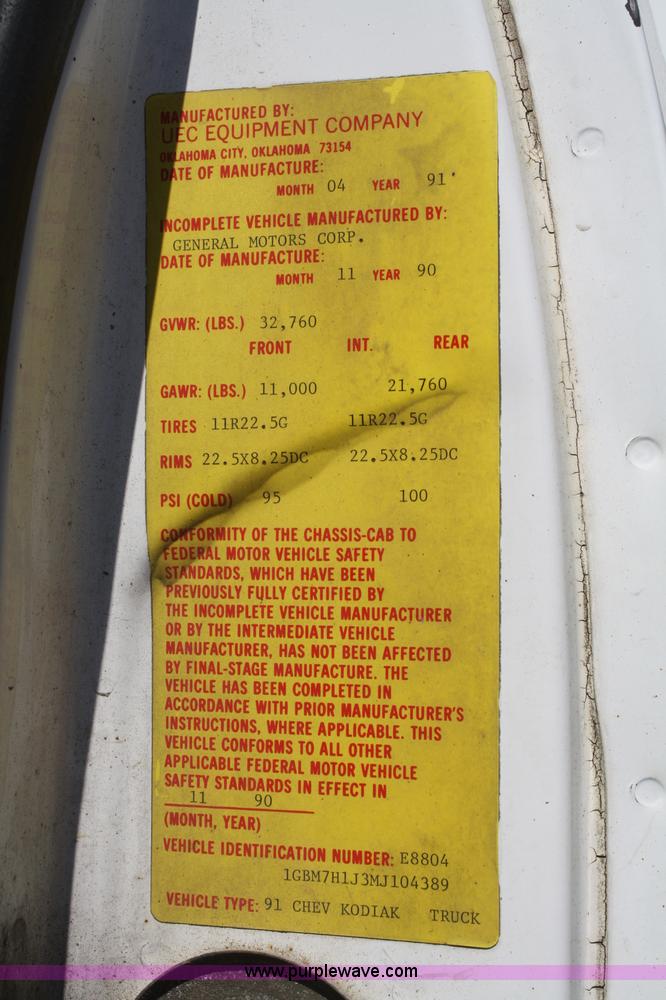 MANUFACTURED BY:
UEC EQUIPMENT COMPANY
OKLAHOMA CITY, OKLAHOMA 73154
DATE OF MANUFACTURE:
MONTH 04 YEAR 91
INCOMPLETE VEHICLE MANUFACTURED BY:
GENERAL MOTORS CORP.
DATE OF MANUFACTURE:
MONTH 11 YEAR 90
GVWR: (LBS.) 32,760
FRONT INT. REAR
GAWR: (LBS.) 11,000 21,760
TIRES 11R22.5G 11R22.5G
RIMS 22.5X8.25DC 22.5X8.25DC
PSI (COLD) 95 100
CONFORMITY OF THE CHASSIS-CAB TO
FEDERAL MOTOR VEHICLE SAFETY
STANDARDS, WHICH HAVE BEEN
PREVIOUSLY FULLY CERTIFIED BY
THE INCOMPLETE VEHICLE MANUFACTURER
OR BY THE INTERMEDIATE VEHICLE
MANUFACTURER, HAS NOT BEEN AFFECTED
BY FINAL-STAGE MANUFACTURE. THE
VEHICLE HAS BEEN COMPLETED IN
ACCORDANCE WITH PRIOR MANUFACTURER'S
INSTRUCTIONS, WHERE APPLICABLE. THIS
VEHICLE CONFORMS TO ALL OTHER
APPLICABLE FEDERAL MOTOR VEHICLE
SAFETY STANDARDS IN EFFECT IN
11 90
(MONTH, YEAR)
VEHICLE IDENTIFICATION NUMBER: E8804
1GBM7H1J3MJ104389
VEHICLE TYPE: 91 CHEV KODIAK TRUCK
www.purplewave.com